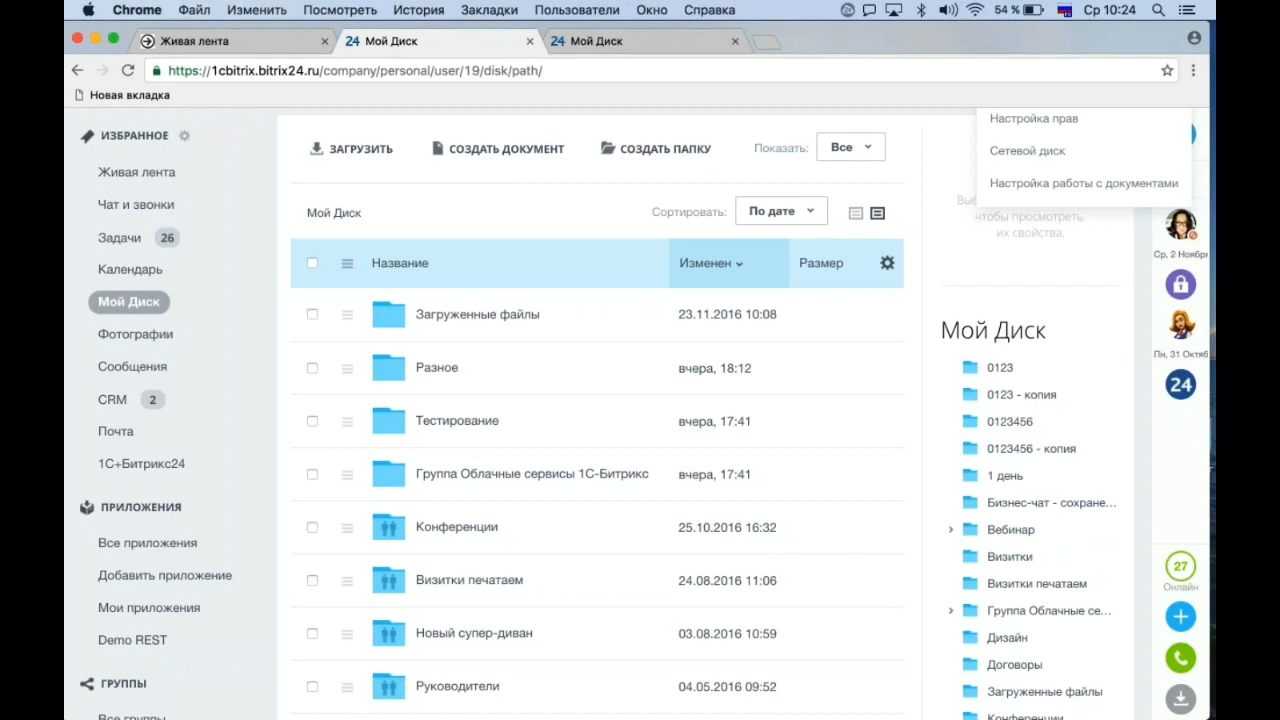 Chrome Файл Изменить Посмотреть История Закладки Пользователи Окно Справка 54 % Ср 10:24
Живая лента
24 Мой Диск
24 Мой Диск
https://1cbitrix.bitrix24.ru/company/personal/user/19/disk/path/
Новая вкладка
ИЗБРАННОЕ
Живая лента
Чат и звонки
Задачи 26
Календарь
Мой Диск
Фотографии
Сообщения
CRM 2
Почта
1С+Битрикс24
ПРИЛОЖЕНИЯ
Все приложения
Добавить приложение
Мои приложения
Demo REST
ГРУППЫ
Все группы
ЗАГРУЗИТЬ СОЗДАТЬ ДОКУМЕНТ СОЗДАТЬ ПАПКУ Показать: Все
Мой Диск Сортировать: По дате
Название Изменен Размер
Загруженные файлы 23.11.2016 10:08
Разное вчера, 18:12
Тестирование вчера, 17:41
Группа Облачные сервисы 1С-Битрикс вчера, 17:41
Конференции 25.10.2016 16:32
Визитки печатаем 24.08.2016 11:06
Новый супер-диван 03.08.2016 10:59
Руководители 04.05.2016 09:52
Настройка прав
Сетевой диск
Настройка работы с документами
чтобы просмотреть
их свойства.
Мой Диск
0123
0123 - копия
0123456
0123456 - копия
1 день
Бизнес-чат - сохране...
Вебинар
Визитки
Визитки печатаем
Группа Облачные се...
Дизайн
Договоры
Загруженные файлы
Конференции
Ср, 2 Ноябр
Пн, 31 Октяб
24
27
Онлайн